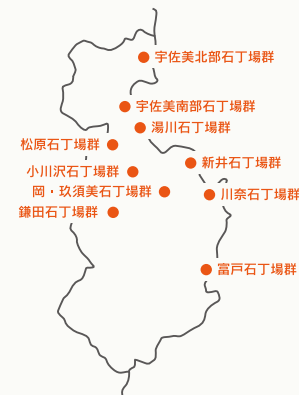 宇佐美北部石丁場群
宇佐美南部石丁場群
湯川石丁場群
松原石丁場群
新井石丁場群
小川沢石丁場群
岡・玖須美石丁場群
川奈石丁場群
鎌田石丁場群
富戸石丁場群